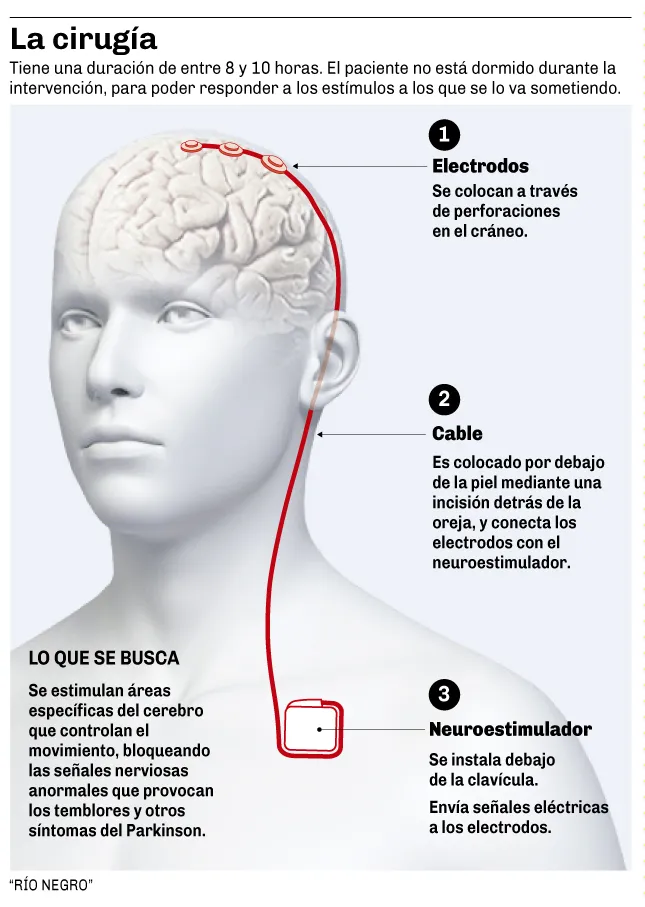 La cirugía
Tiene una duración de entre 8 y 10 horas. El paciente no está dormido durante la
intervención, para poder responder a los estímulos a los que se lo va sometiendo.
1
Electrodos
Se colocan a través
de perforaciones
en el cráneo.
2
Cable
Es colocado por debajo
de la piel mediante una
incisión detrás de la
oreja, y conecta los
electrodos con el
neuroestimulador.
LO QUE SE BUSCA
Se estimulan áreas
específicas del cerebro
que controlan el
movimiento, bloqueando
las señales nerviosas
anormales que provocan
los temblores y otros
síntomas del Parkinson.
3
Neuroestimulador
Se instala debajo
de la clavícula.
Envía señales eléctricas
a los electrodos.
“RÍO NEGRO”